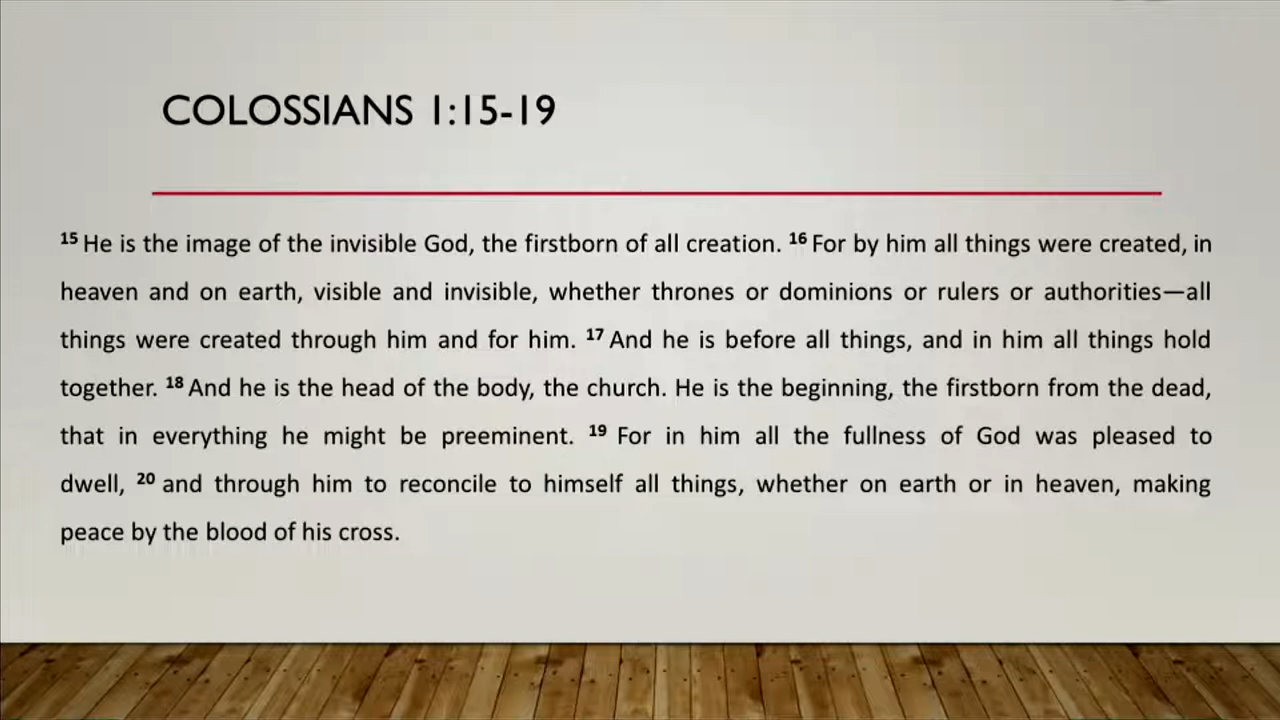 COLOSSIANS 1:15-19
15 He is the image of the invisible God, the firstborn of all creation. 16 For by him all things were created, in
heaven and on earth, visible and invisible, whether thrones or dominions or rulers or authorities—all
things were created through him and for him. 17 And he is before all things, and in him all things hold
together. 18 And he is the head of the body, the church. He is the beginning, the firstborn from the dead,
that in everything he might be preeminent. 19 For in him all the fullness of God was pleased to
dwell, 20 and through him to reconcile to himself all things, whether on earth or in heaven, making
peace by the blood of his cross.